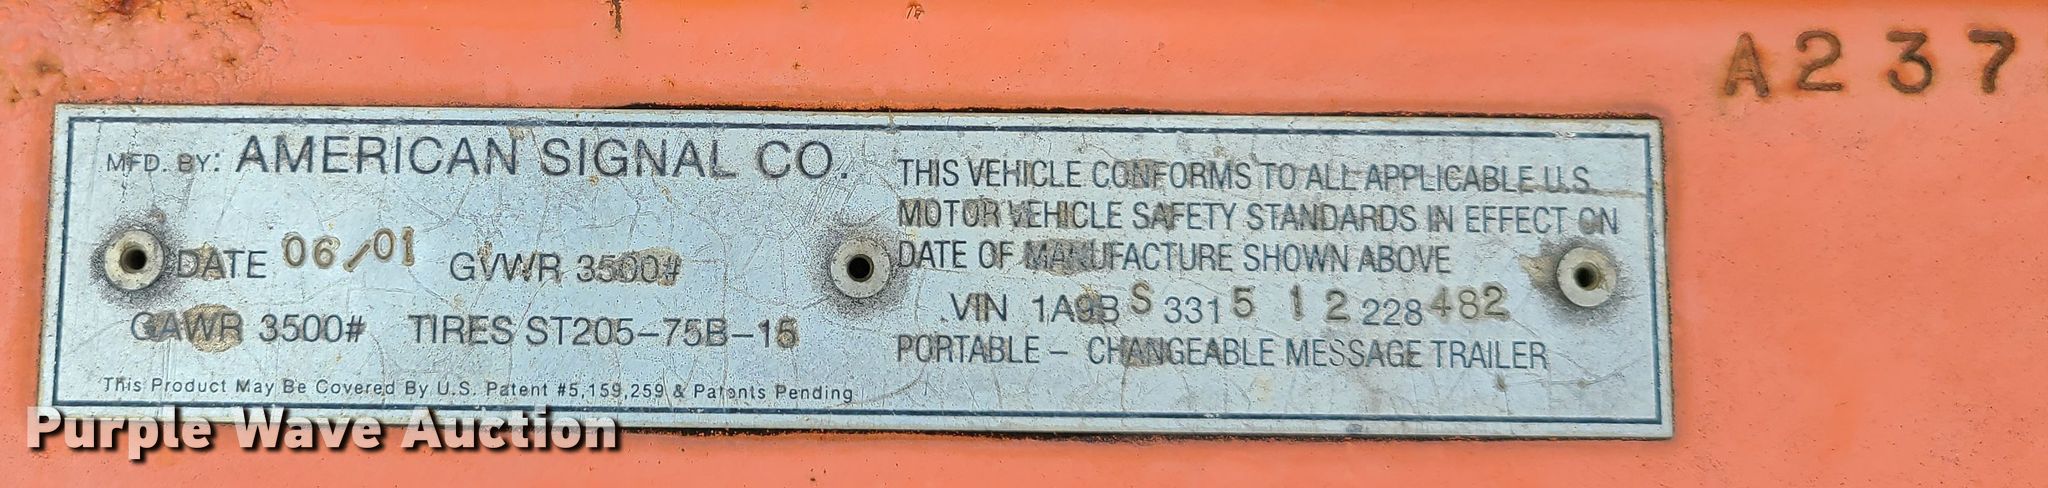 A237
MFD. BY: AMERICAN SIGNAL CO.
DATE 06/01 GVWR 3500#
GAWR 3500# TIRES ST205-75B-15
This Product May Be Covered By U.S. Patent #5,159,259 & Patents Pending
THIS VEHICLE CONFORMS TO ALL APPLICABLE U.S.
MOTOR VEHICLE SAFETY STANDARDS IN EFFECT ON
DATE OF MANUFACTURE SHOWN ABOVE
VIN 1A9BS331512228482
PORTABLE - CHANGEABLE MESSAGE TRAILER
Purple Wave Auction